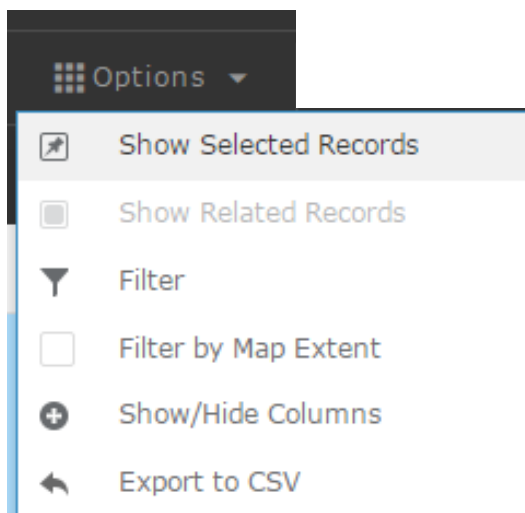 Options
Show Selected Records
Show Related Records
Filter
Filter by Map Extent
Show/Hide Columns
Export to CSV